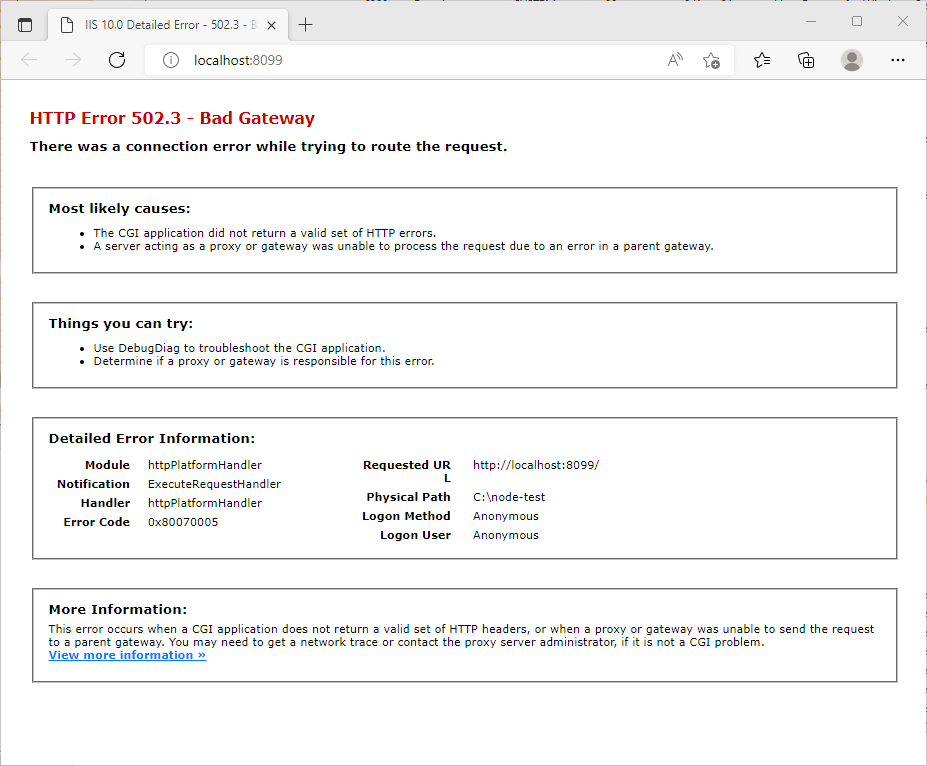 IIS 10.0 Detailed Error - 502.3 - B
localhost:8099
HTTP Error 502.3 - Bad Gateway
There was a connection error while trying to route the request.
Most likely causes:
The CGI application did not return a valid set of HTTP errors.
A server acting as a proxy or gateway was unable to process the request due to an error in a parent gateway.
Things you can try:
Use DebugDiag to troubleshoot the CGI application.
Determine if a proxy or gateway is responsible for this error.
Detailed Error Information:
Module httpPlatformHandler
Notification ExecuteRequestHandler
Handler httpPlatformHandler
Error Code 0x80070005
Requested UR http://localhost:8099/
L
Physical Path C:\node-test
Logon Method Anonymous
Logon User Anonymous
More Information:
This error occurs when a CGI application does not return a valid set of HTTP headers, or when a proxy or gateway was unable to send the request
to a parent gateway. You may need to get a network trace or contact the proxy server administrator, if it is not a CGI problem.
View more information »